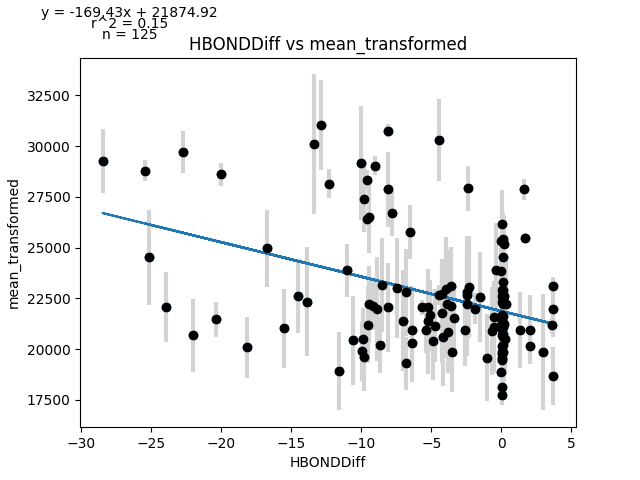 y = -169.43x + 21874.92
r^2 = 0.15
n = 125
HBONDDiff vs mean_transformed
mean_transformed
32500
30000
27500
25000
22500
20000
17500
−30 −25 −20 −15 −10 −5 0 5
HBONDDiff